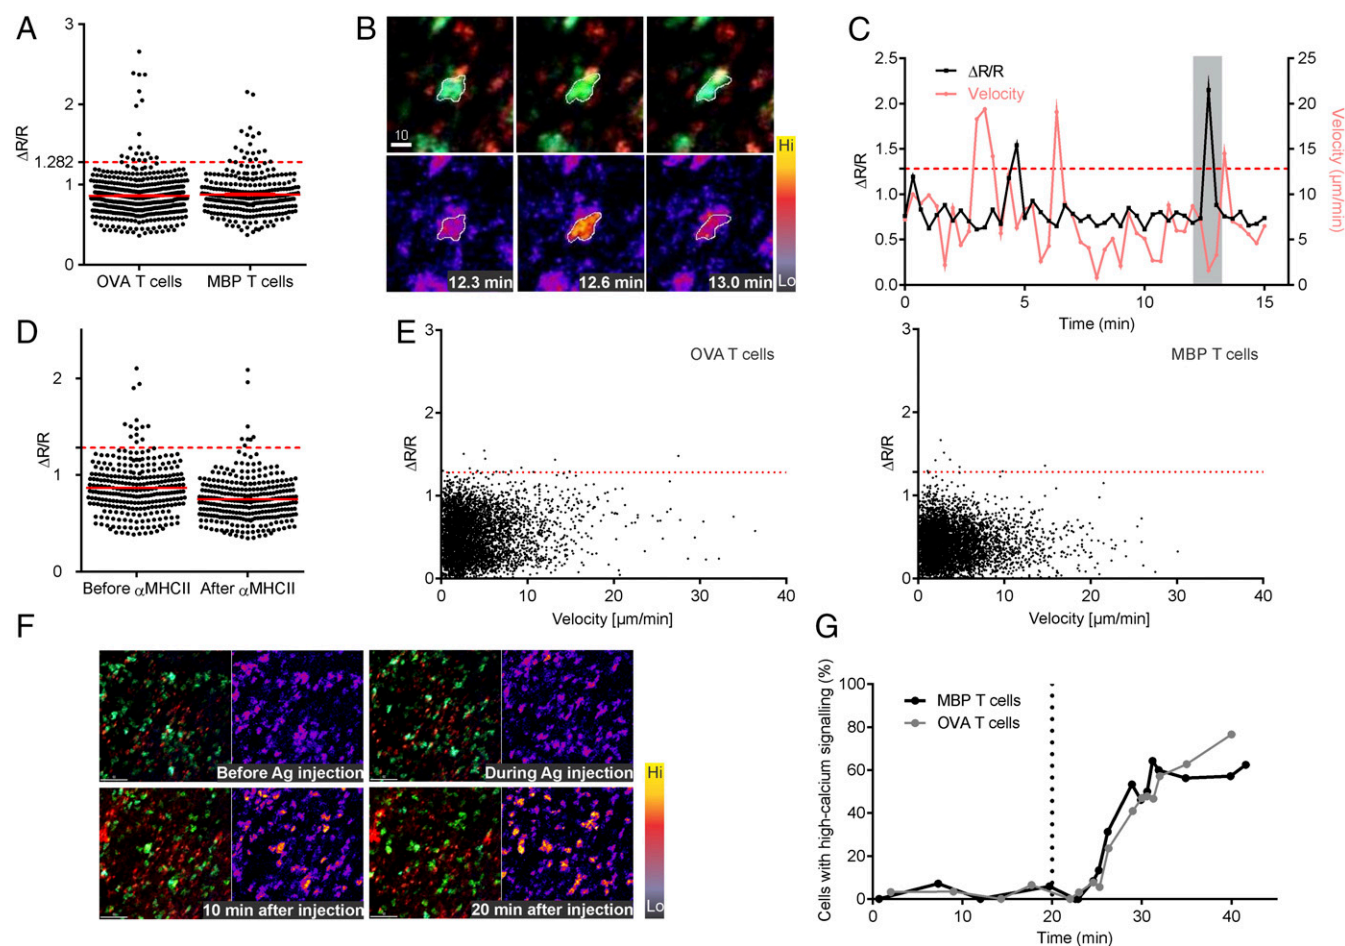 A
3
2
1.282
1
0
ΔR/R
OVA T cells
MBP T cells
B
10
12.3 min
12.6 min
13.0 min
Hi
Lo
C
2.5
2.0
1.5
1.0
0.5
0.0
ΔR/R
ΔR/R
Velocity
25
20
15
10
5
0
Velocity (µm/min)
0
5
10
15
Time (min)
D
2
1
0
ΔR/R
Before αMHCII
After αMHCII
E
3
2
1
0
ΔR/R
OVA T cells
0
10
20
30
40
Velocity [µm/min]
3
2
1
0
ΔR/R
MBP T cells
0
10
20
30
40
Velocity [µm/min]
F
Before Ag injection
During Ag injection
10 min after injection
20 min after injection
Hi
Lo
G
100
80
60
40
20
0
Cells with high-calcium signalling (%)
MBP T cells
OVA T cells
0
10
20
30
40
Time (min)